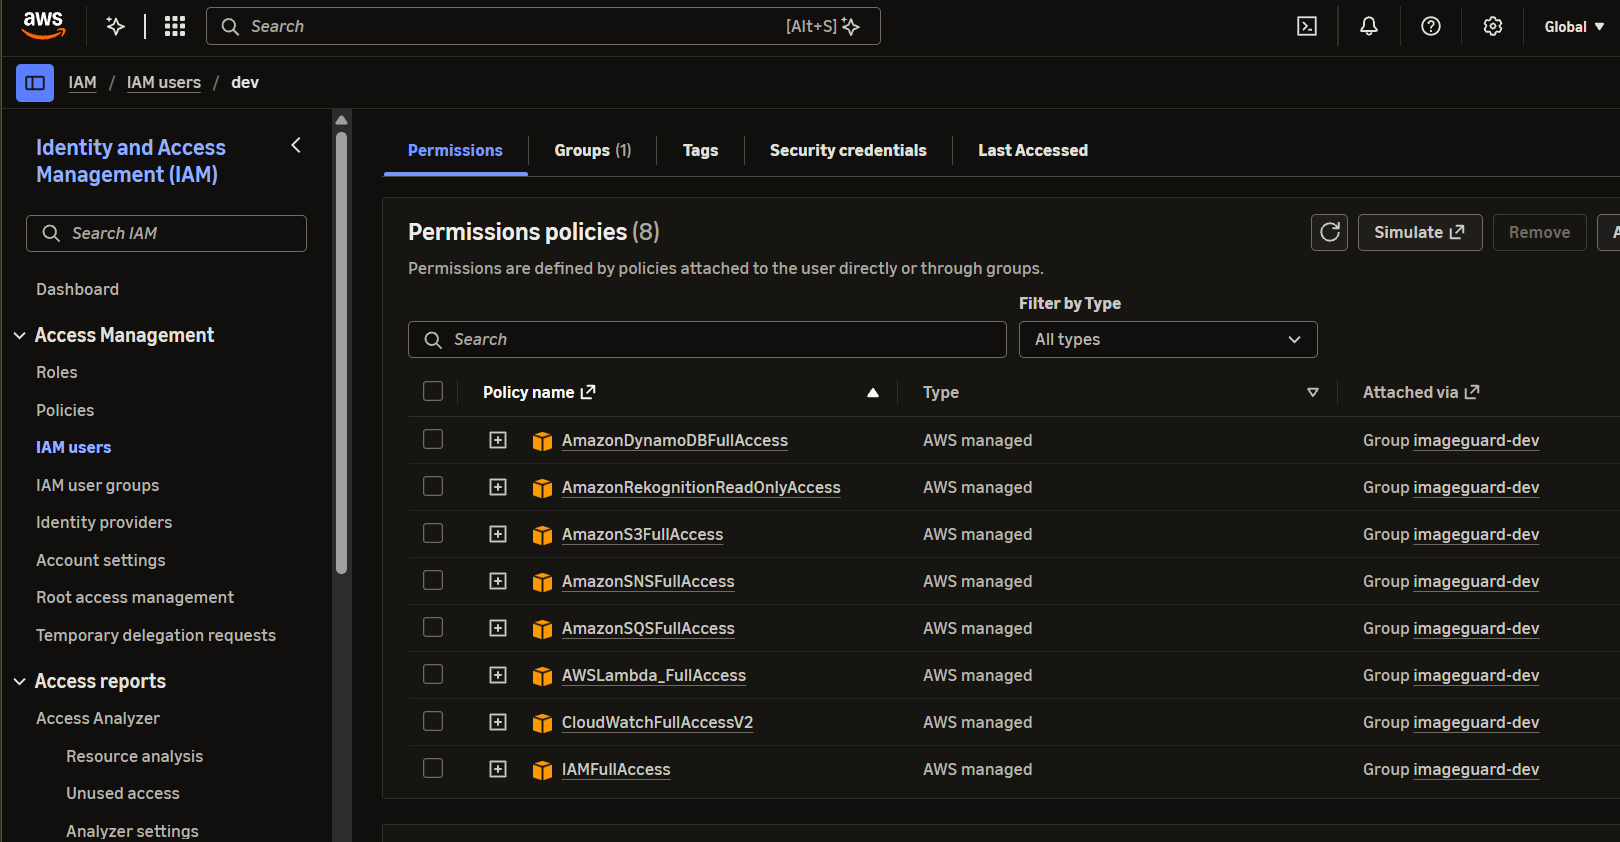 aws
Search [Alt+S]
Global
IAM / IAM users / dev
Identity and Access
Management (IAM)
Search IAM
Dashboard
Access Management
Roles
Policies
IAM users
IAM user groups
Identity providers
Account settings
Root access management
Temporary delegation requests
Access reports
Access Analyzer
Resource analysis
Unused access
Analyzer settings
Permissions Groups (1) Tags Security credentials Last Accessed
Permissions policies (8)
Simulate Remove
Permissions are defined by policies attached to the user directly or through groups.
Filter by Type
Search All types
Policy name Type Attached via
AmazonDynamoDBFullAccess AWS managed Group imageguard-dev
AmazonRekognitionReadOnlyAccess AWS managed Group imageguard-dev
AmazonS3FullAccess AWS managed Group imageguard-dev
AmazonSNSFullAccess AWS managed Group imageguard-dev
AmazonSQSFullAccess AWS managed Group imageguard-dev
AWSLambda_FullAccess AWS managed Group imageguard-dev
CloudWatchFullAccessV2 AWS managed Group imageguard-dev
IAMFullAccess AWS managed Group imageguard-dev